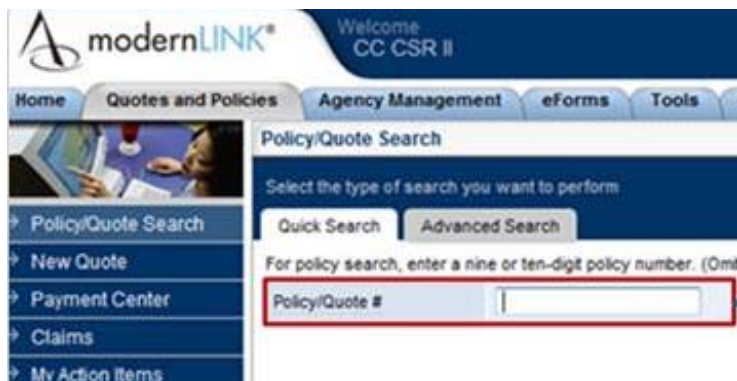 modernLINK®
Welcome
CC CSR II
Home Quotes and Policies Agency Management eForms Tools
Policy/Quote Search
Select the type of search you want to perform
Policy/Quote Search
Quick Search Advanced Search
New Quote
For policy search, enter a nine or ten-digit policy number. (Omit
Payment Center
Policy/Quote #
Claims
My Action Items